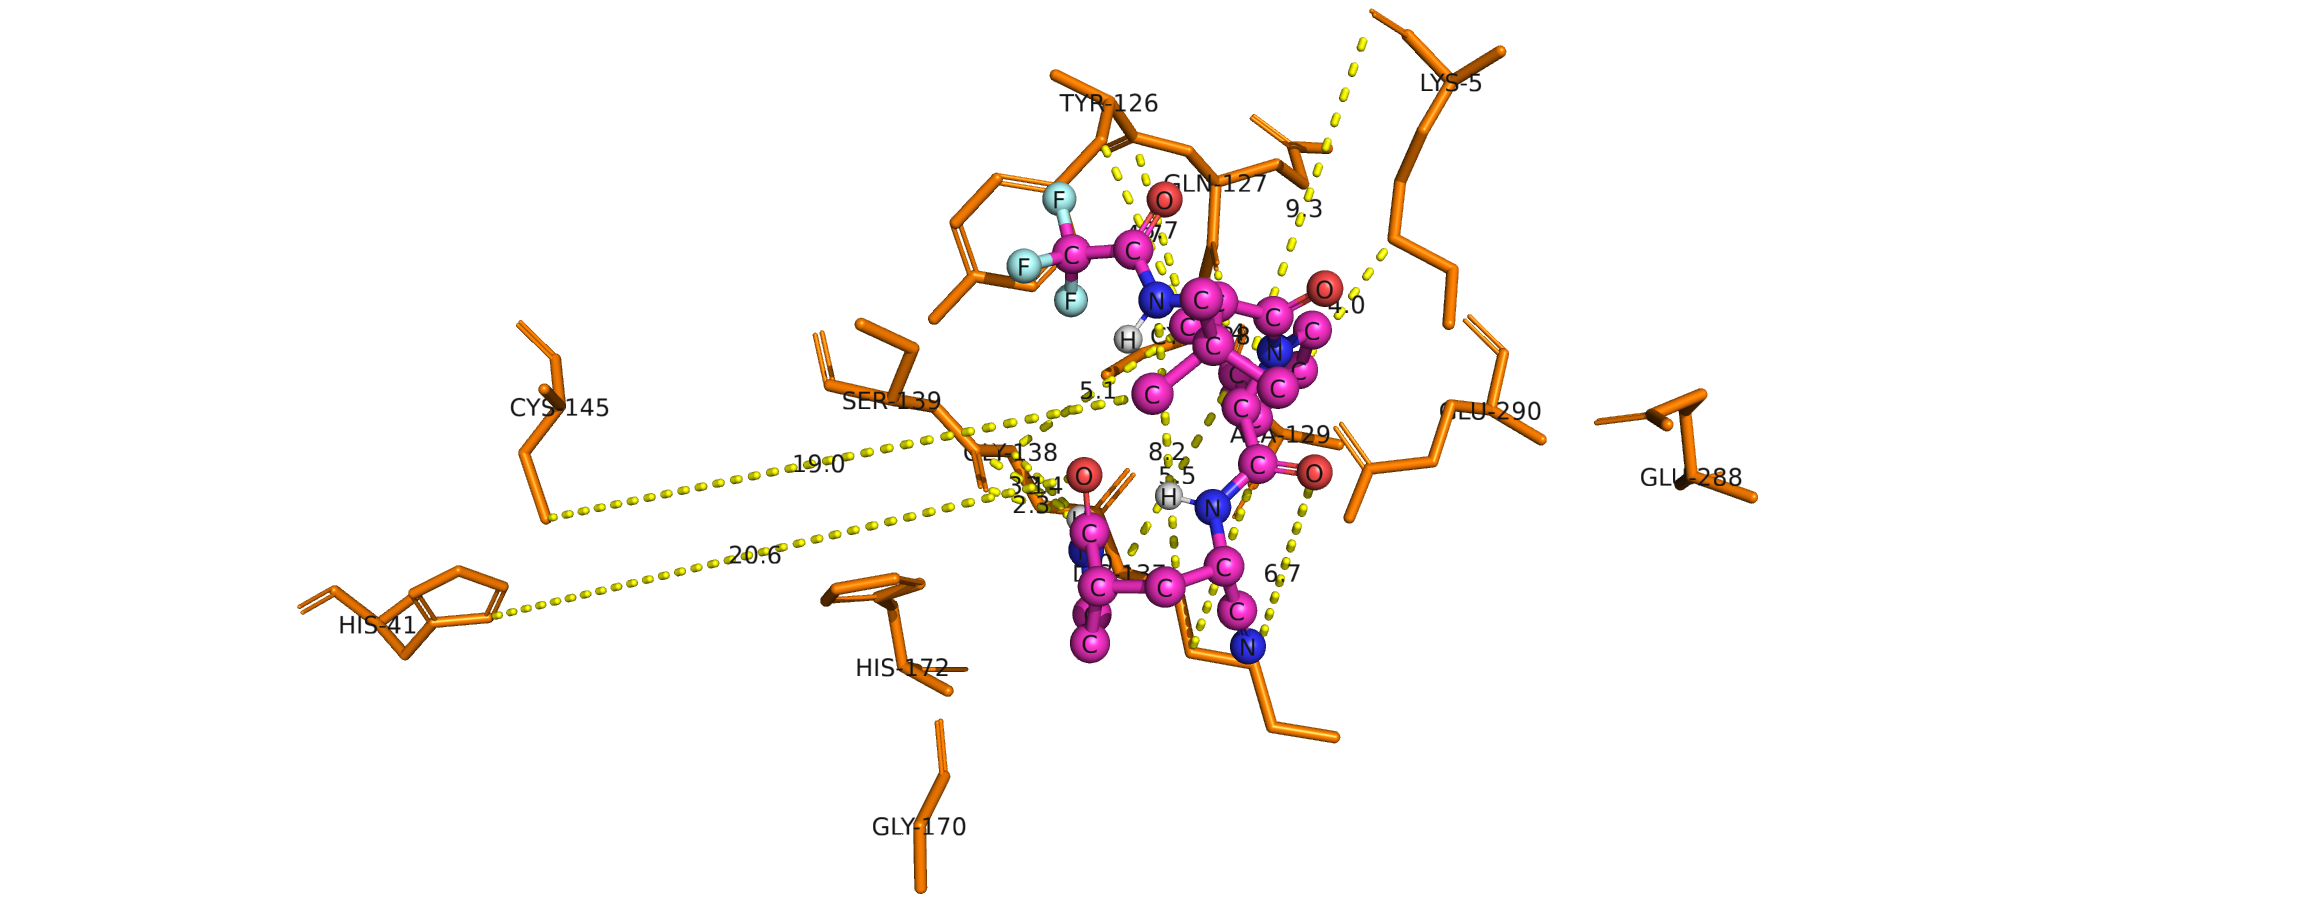 LYS-5
TYR-126
GLN-127
F
O
9.3
C
C
F
F
N
C
O
4.0
C
C
H
C
C
N
5.1
C
C
C
CYS-145
SER-139
C
GLU-290
ALA-129
GLY-138
8.2
19.0
C
O
5.5
O
GLU-288
H
2.3
N
C
20.6
C
6.7
C
C
C
HIS-41
C
N
HIS-172
GLY-170